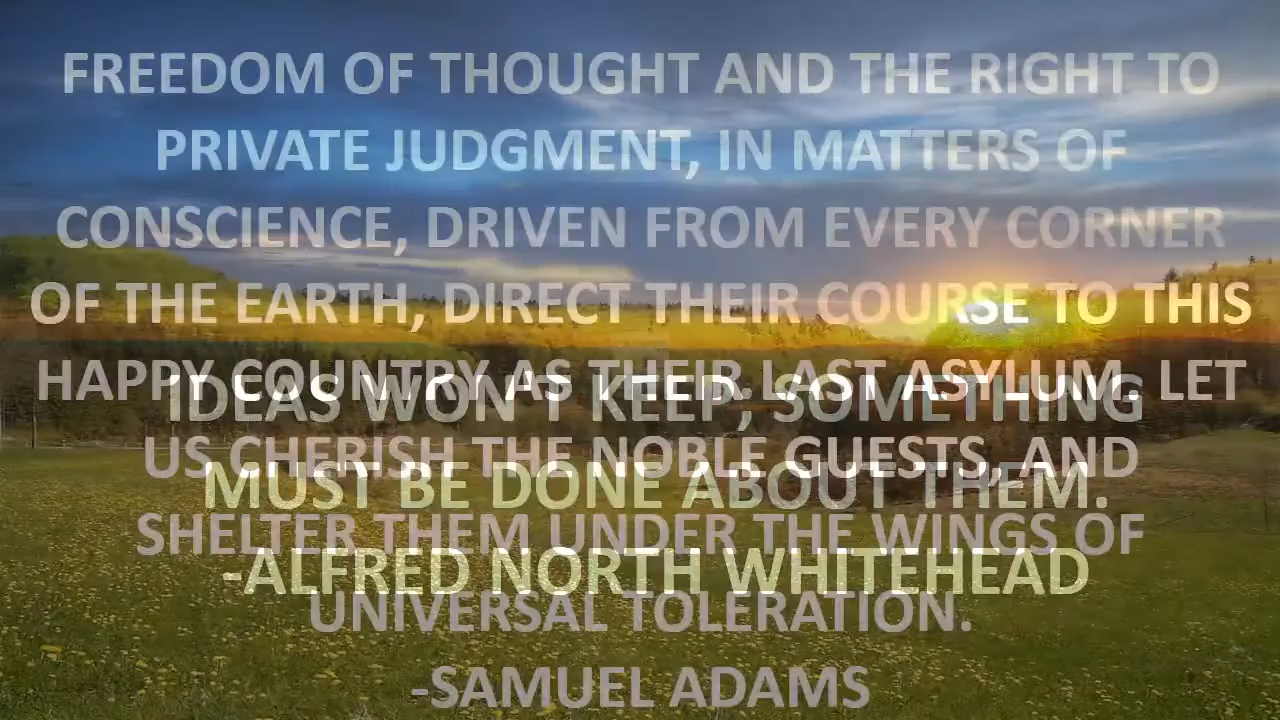 FREEDOM OF THOUGHT AND THE RIGHT TO
PRIVATE JUDGMENT, IN MATTERS OF
CONSCIENCE, DRIVEN FROM EVERY CORNER
OF THE EARTH, DIRECT THEIR COURSE TO THIS
HAPPY COUNTRY AS THEIR LAST ASYLUM. LET
US CHERISH THE NOBLE GUESTS, AND
SHELTER THEM UNDER THE WINGS OF
UNIVERSAL TOLERATION.
-SAMUEL ADAMS
IDEAS WON'T KEEP; SOMETHING
MUST BE DONE ABOUT THEM.
-ALFRED NORTH WHITEHEAD